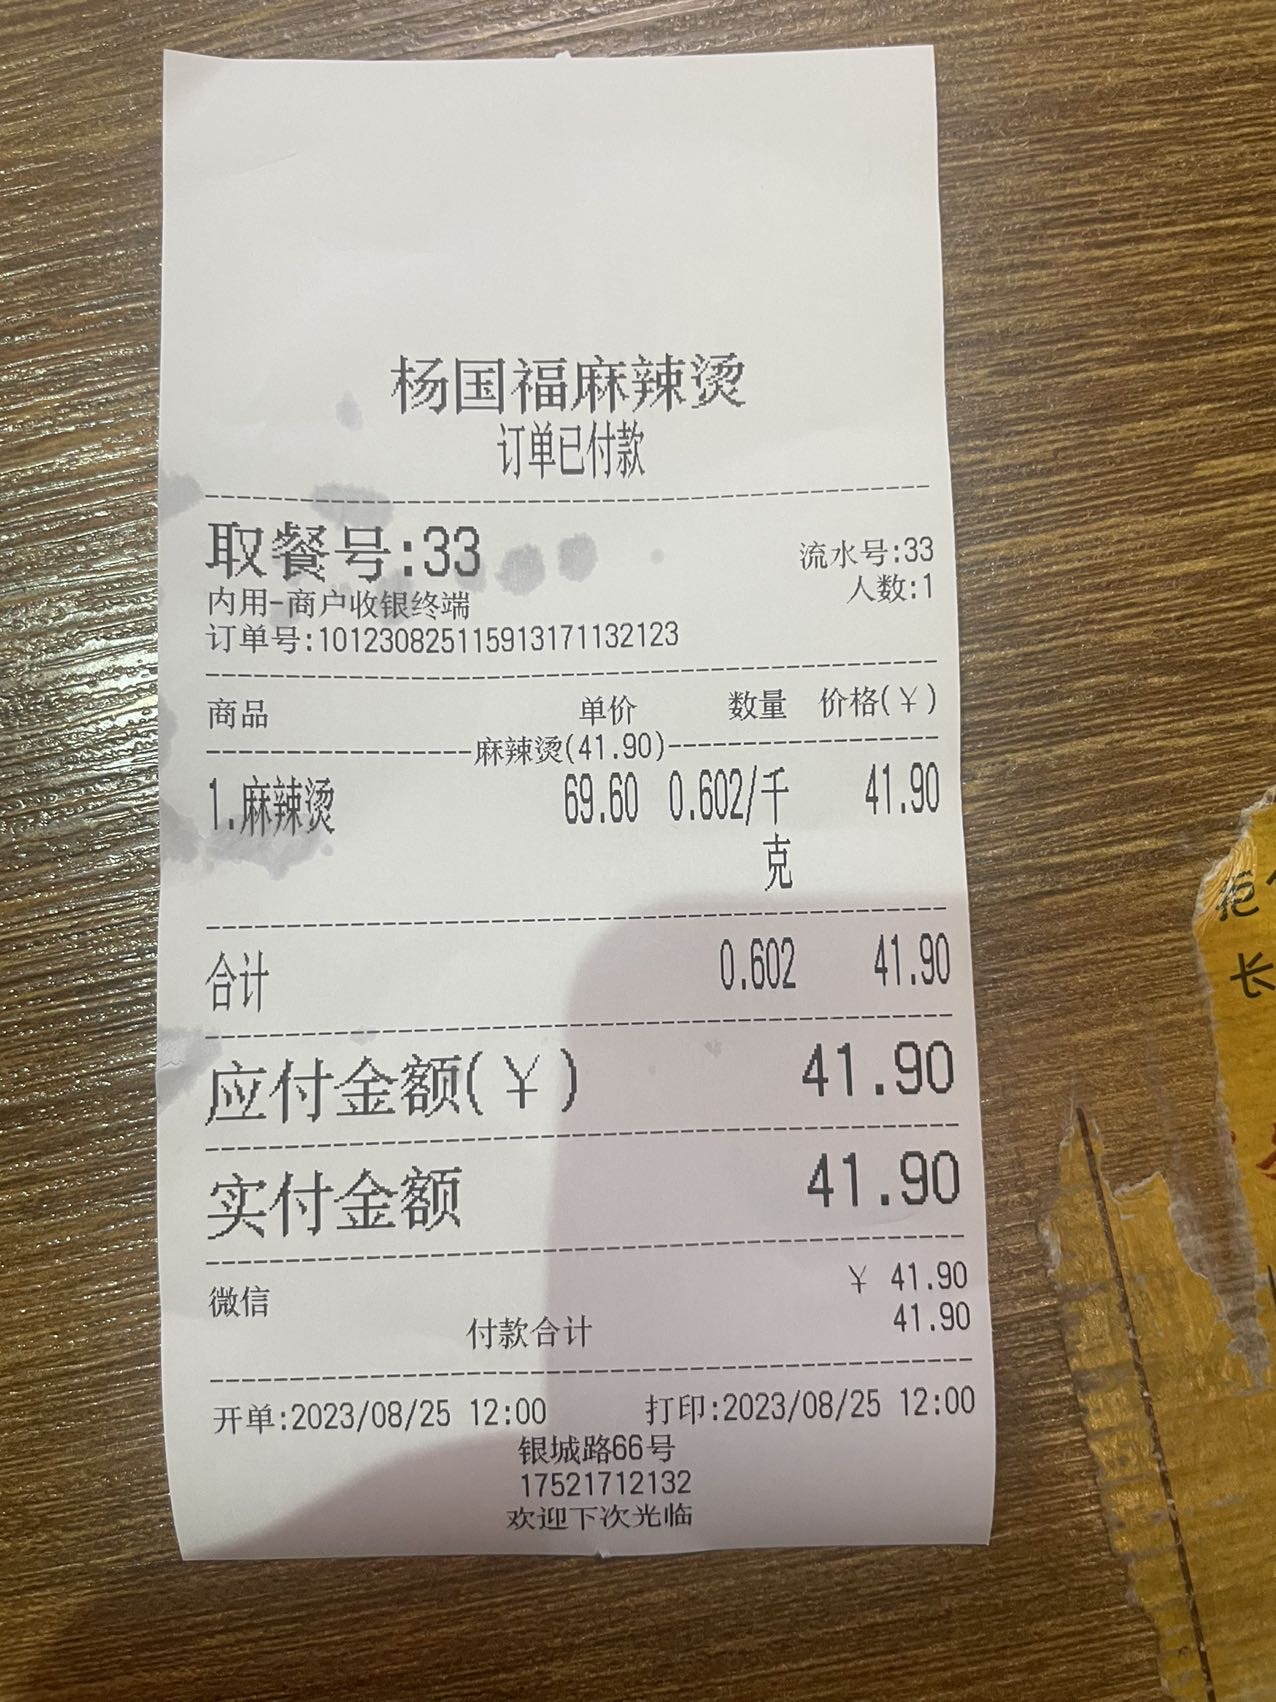 杨国福麻辣烫
订单已付款
取餐号:33
流水号:33
内用-商户收银终端
人数:1
订单号:101230825115913171132123
商品 单价 数量 价格(¥)
麻辣烫(41.90)
1.麻辣烫 69.60 0.602/千克 41.90
合计 0.602 41.90
应付金额(¥) 41.90
实付金额 41.90
微信 ¥ 41.90
付款合计 41.90
开单:2023/08/25 12:00 打印:2023/08/25 12:00
银城路66号
17521712132
欢迎下次光临
长